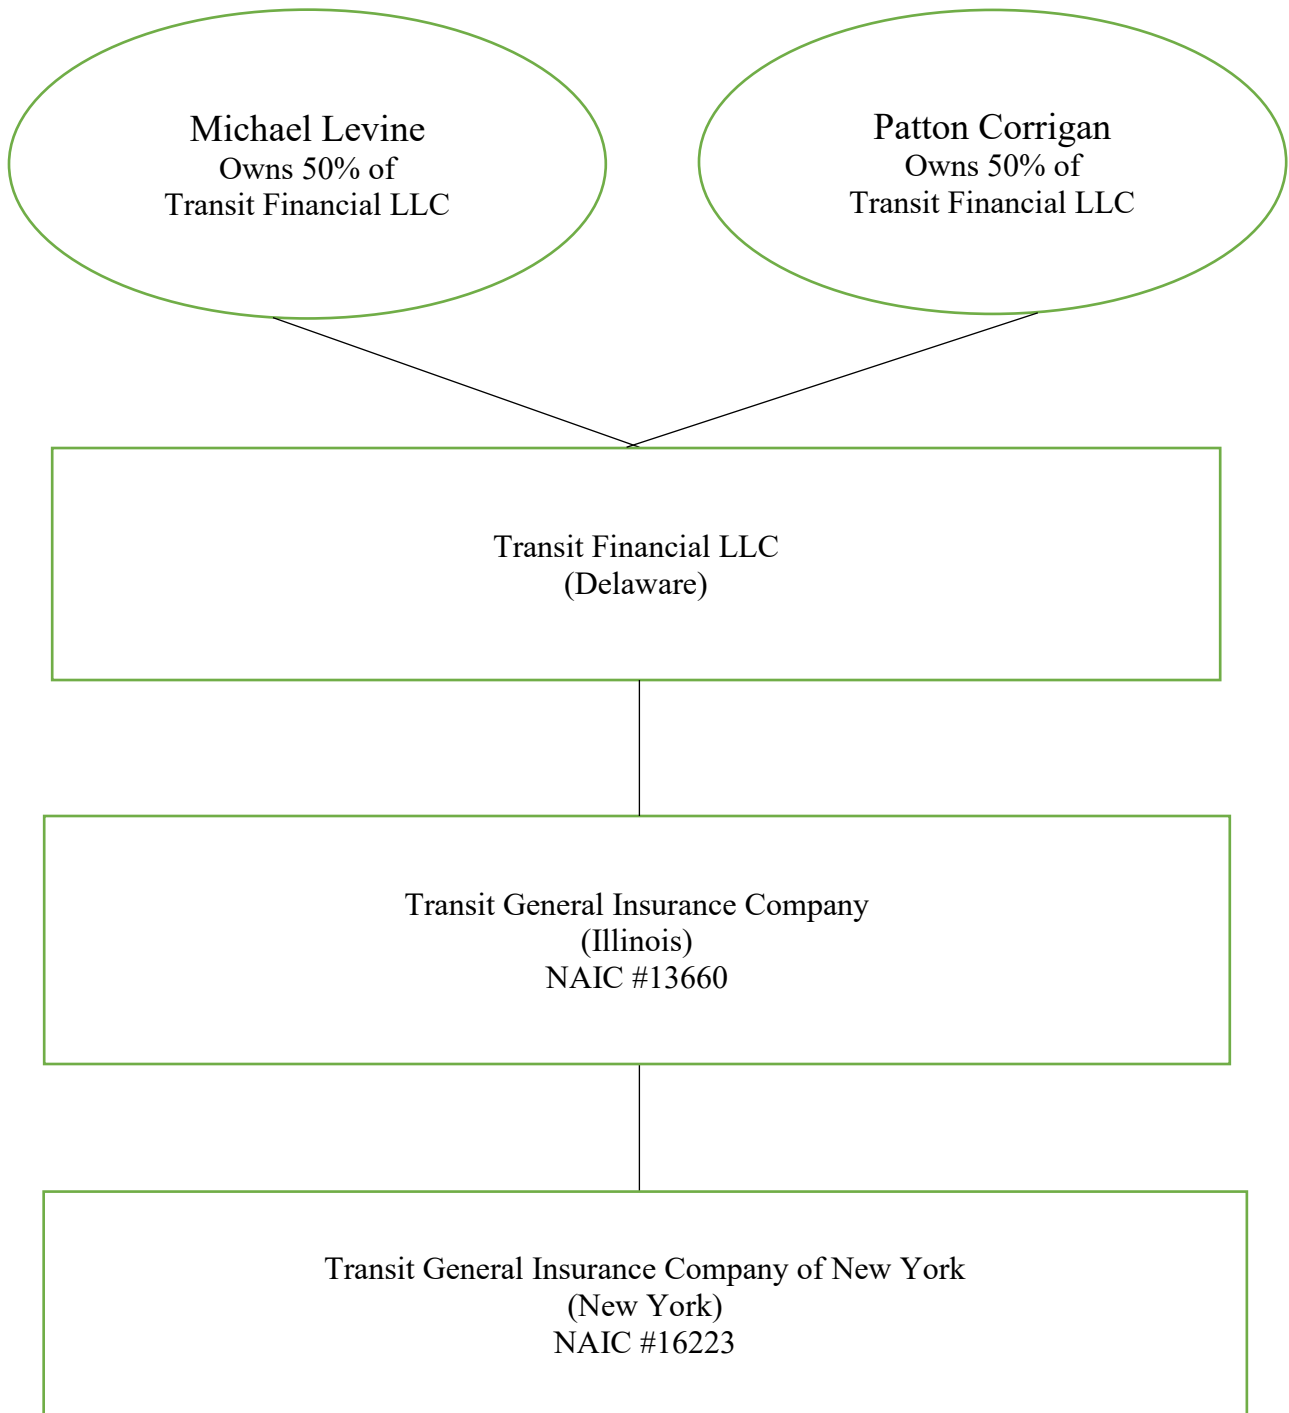 Michael Levine
Owns 50% of
Transit Financial LLC
Patton Corrigan
Owns 50% of
Transit Financial LLC
Transit Financial LLC
(Delaware)
Transit General Insurance Company
(Illinois)
NAIC #13660
Transit General Insurance Company of New York
(New York)
NAIC #16223